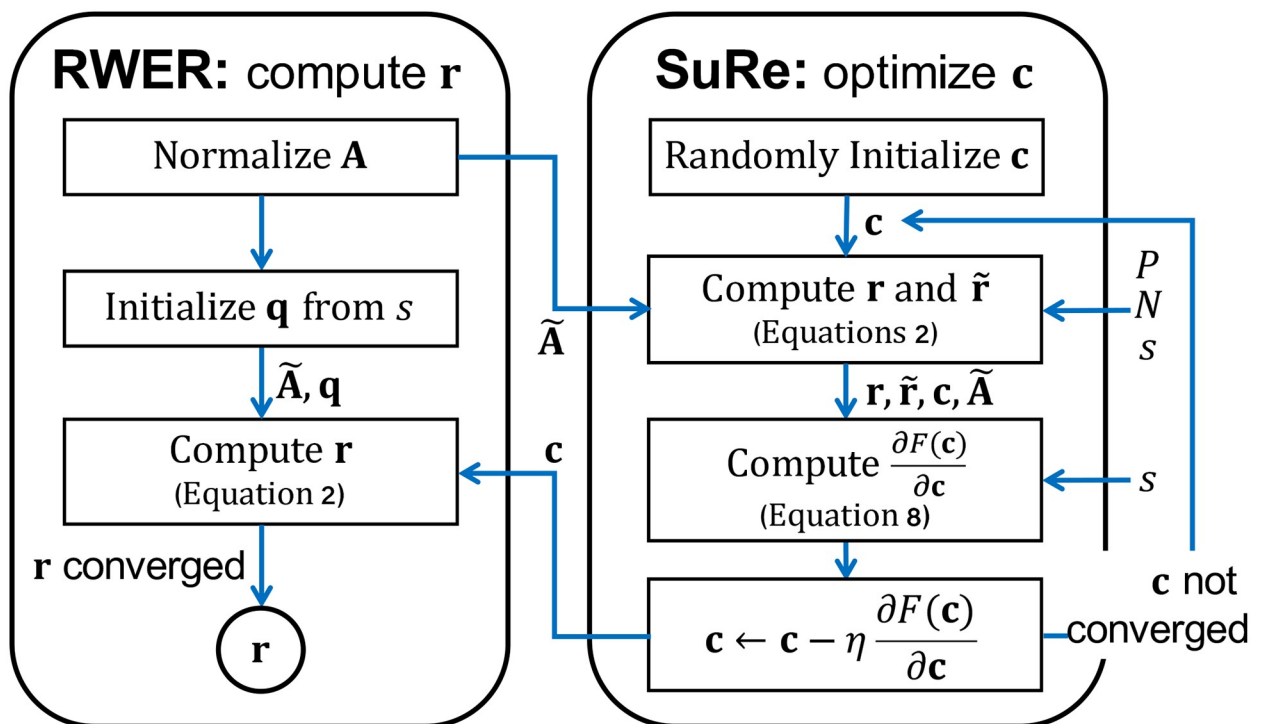 RWER: compute r
Normalize A
Initialize q from s
Ã, q
Compute r
(Equation 2)
r converged
r
Ã
c
SuRe: optimize c
Randomly Initialize c
c
Compute r and r̃
(Equations 2)
P
N
s
r, r̃, c, Ã
Compute ∂F(c)/∂c
(Equation 8)
s
c ← c − η ∂F(c)/∂c
c not
converged